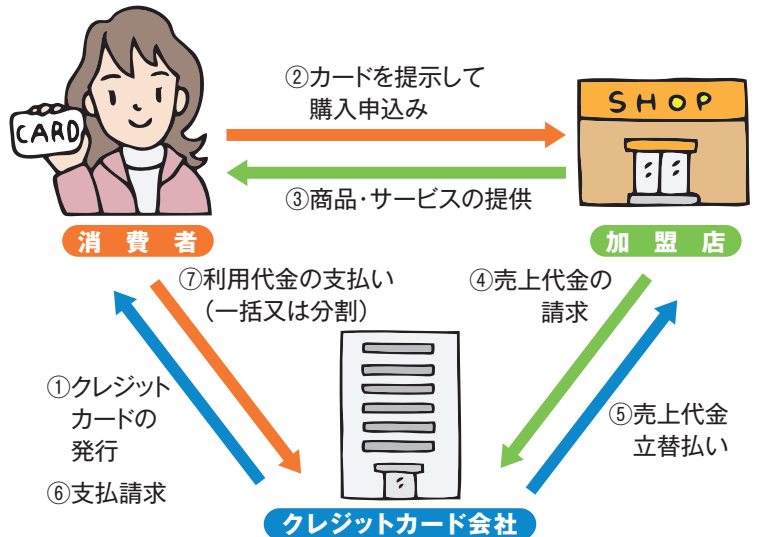 ②カードを提示して
購入申込み
CARD
SHOP
③商品・サービスの提供
消費者
加盟店
⑦利用代金の支払い
（一括又は分割）
④売上代金の
請求
①クレジット
カードの
発行
⑤売上代金
立替払い
⑥支払請求
クレジットカード会社